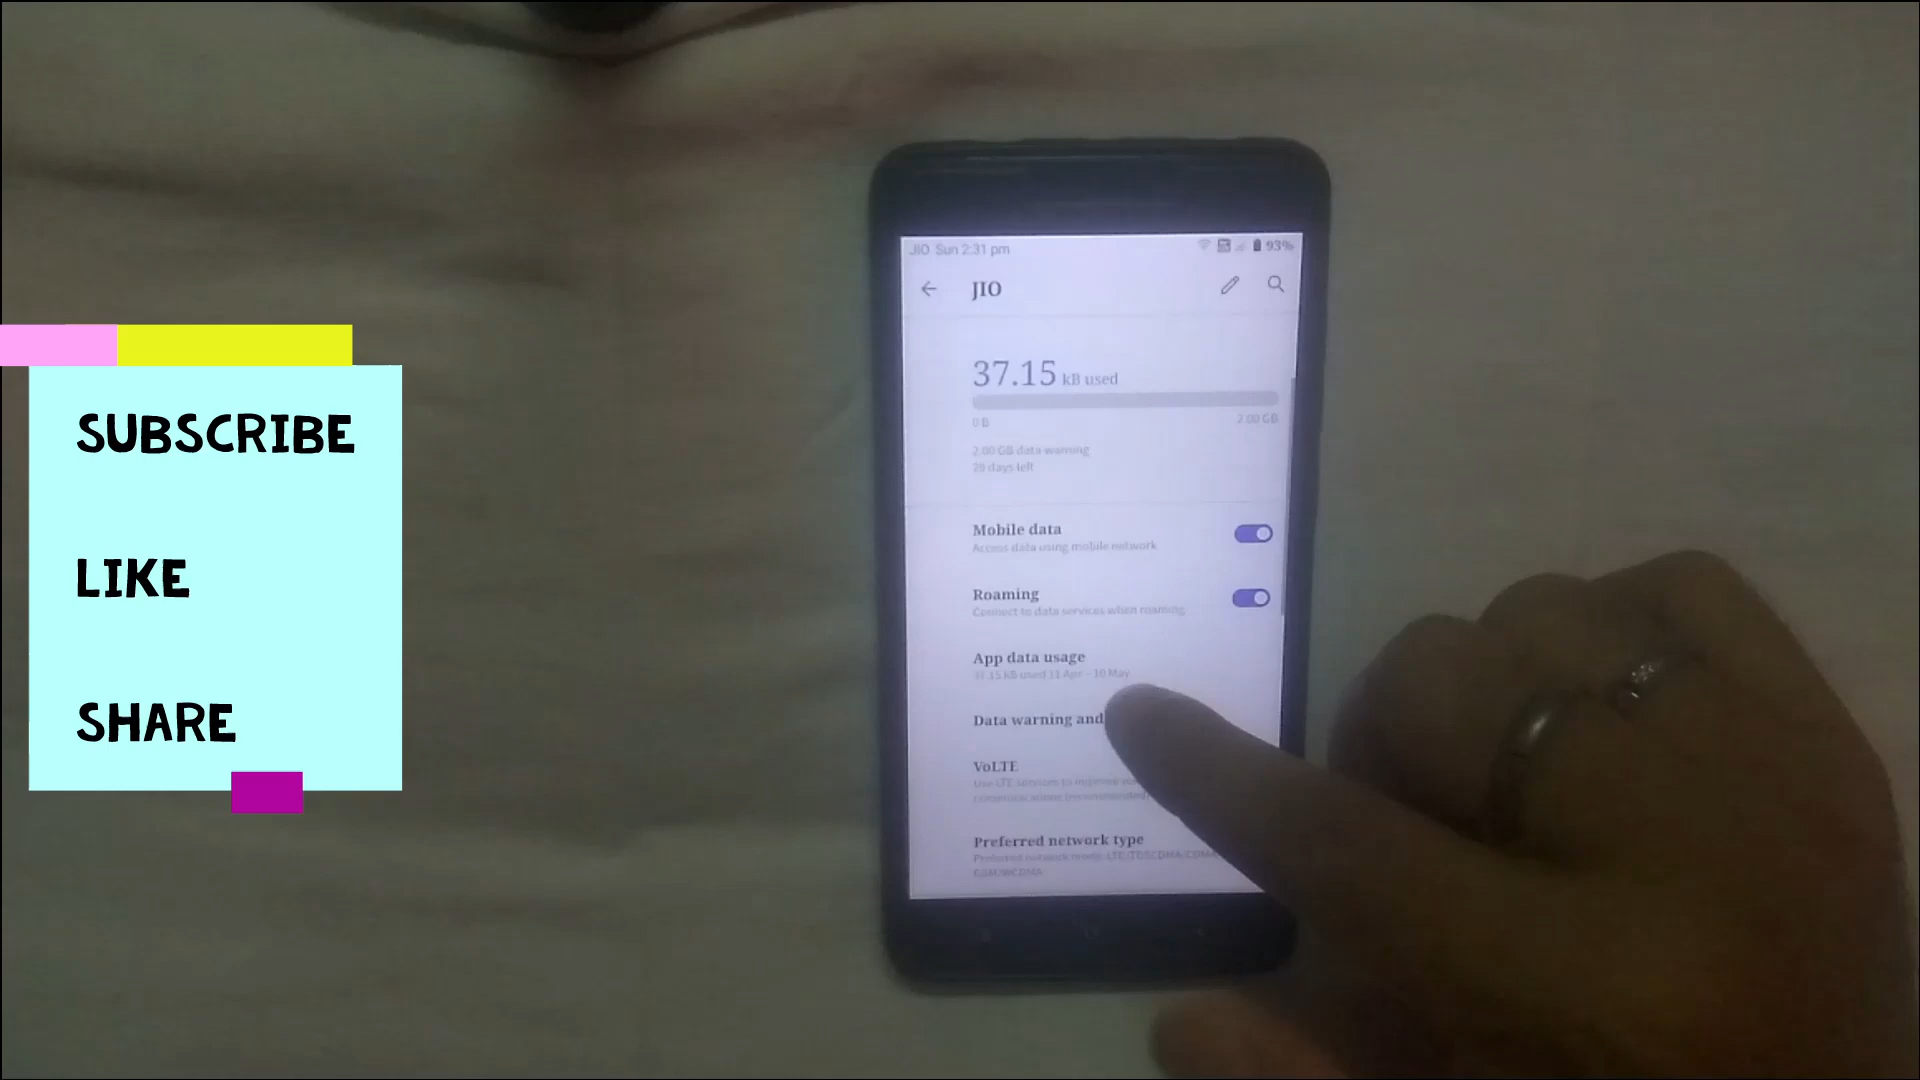 SUBSCRIBE
LIKE
SHARE
JIO Sun 2:31 pm
93%
JIO
37.15 kB used
0 B
2.00 GB
2.00 GB data warning
29 days left
Mobile data
Access data using mobile network
Roaming
Connect to data services when roaming
App data usage
37.15 kB used 11 Apr - 10 May
Data warning and
VoLTE
Use LTE services to improve
communications (recommended)
Preferred network type
Preferred network mode: LTE/TDSCDMA/CDMA
GSM/WCDMA